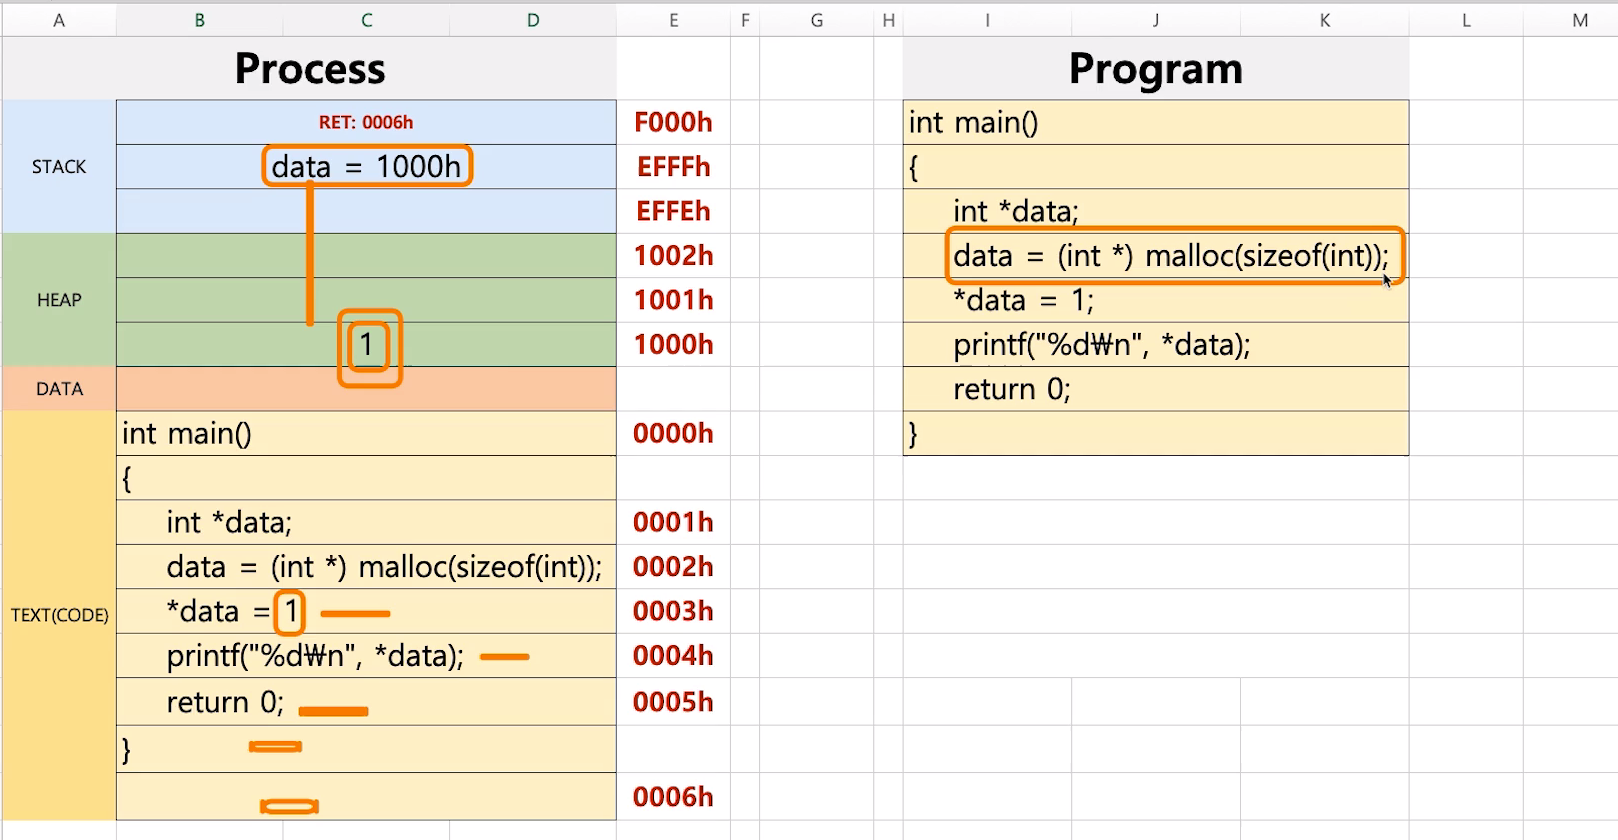 A B C D E F G H I J K L M
Process Program
RET: 0006h F000h int main()
STACK data = 1000h EFFFh {
EFFEh int *data;
1002h data = (int *) malloc(sizeof(int));
HEAP 1001h *data = 1;
1 1000h printf("%d₩n", *data);
DATA return 0;
int main() 0000h }
{
int *data; 0001h
data = (int *) malloc(sizeof(int)); 0002h
TEXT(CODE) *data = 1 0003h
printf("%d₩n", *data); 0004h
return 0; 0005h
}
0006h